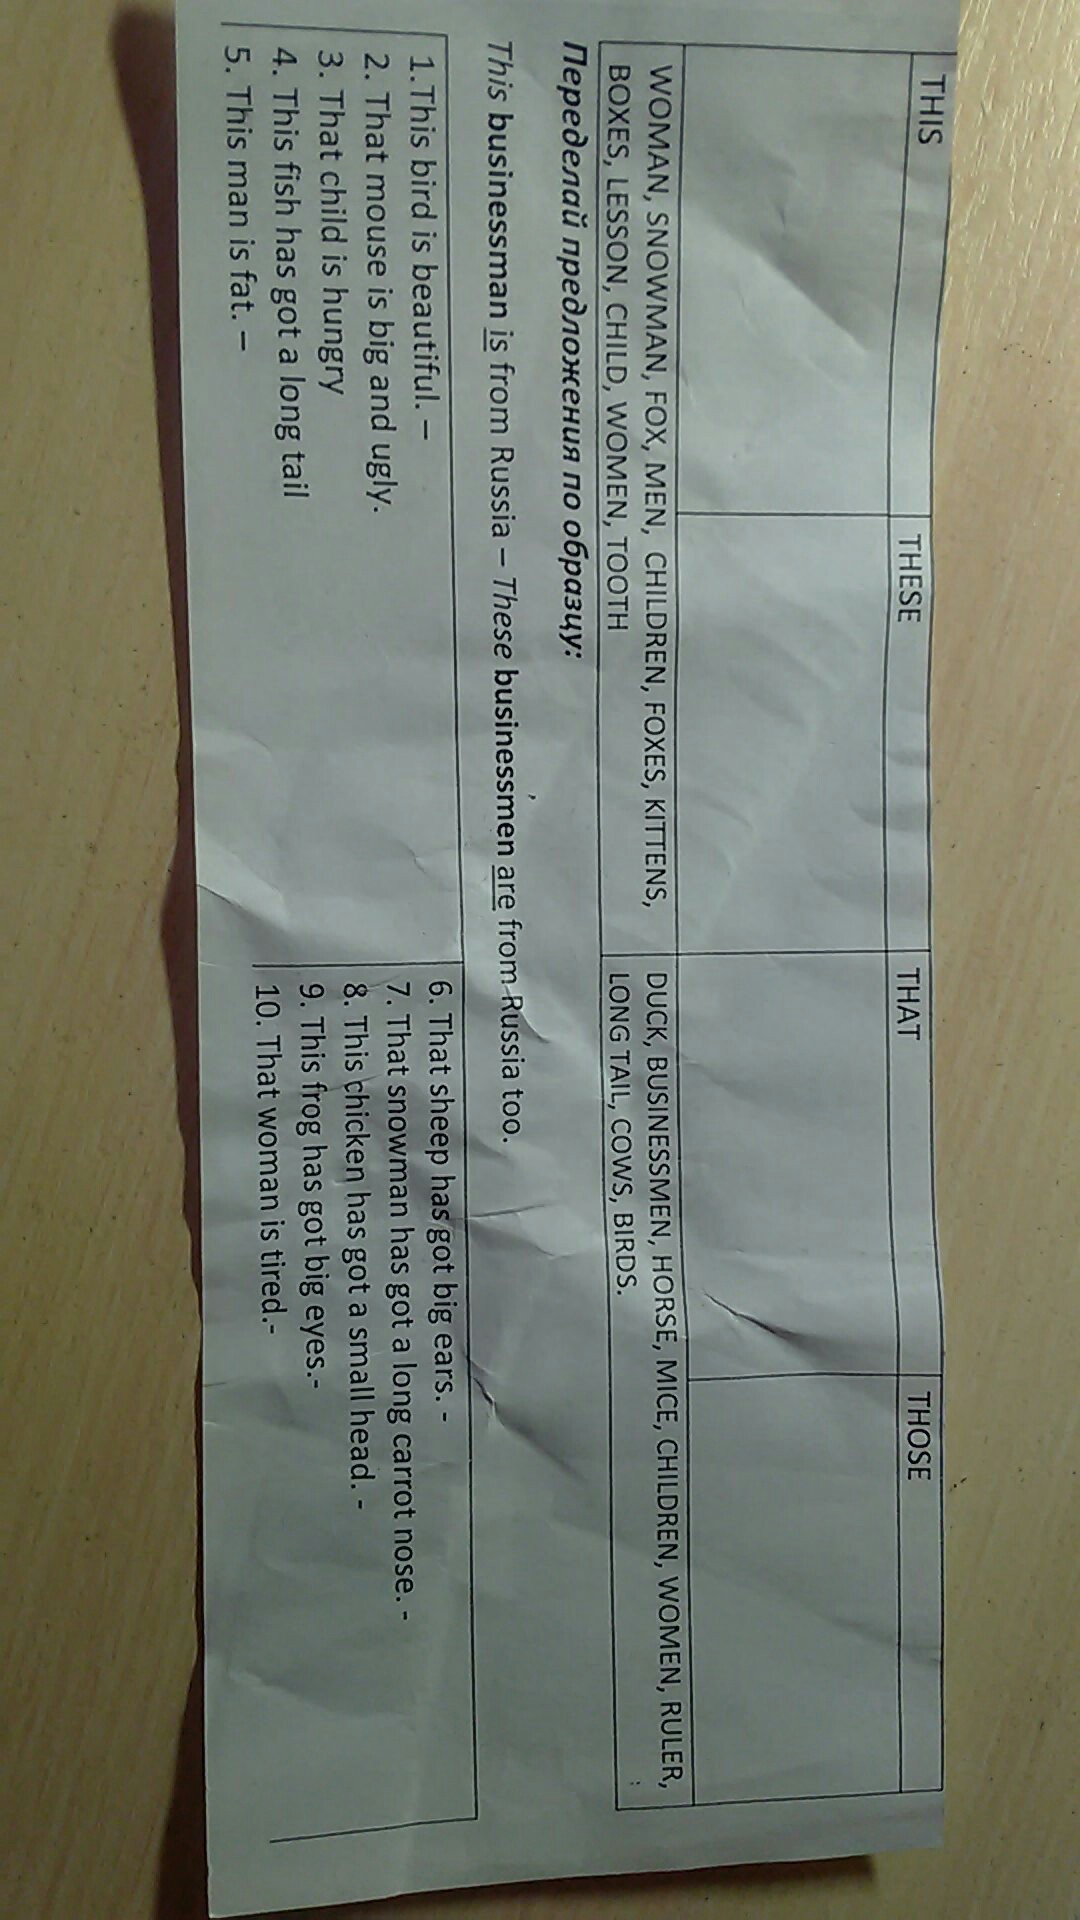 THIS THESE THAT THOSE
WOMAN, SNOWMAN, FOX, MEN, CHILDREN, FOXES, KITTENS,
BOXES, LESSON, CHILD, WOMEN, TOOTH
DUCK, BUSINESSMEN, HORSE, MICE, CHILDREN, WOMEN, RULER,
LONG TAIL, COWS, BIRDS.
Переделай предложения по образцу:
This businessman is from Russia – These businessmen are from Russia too.
1.This bird is beautiful. –
2. That mouse is big and ugly.
3. That child is hungry
4. This fish has got a long tail
5. This man is fat. –
6. That sheep has got big ears. -
7. That snowman has got a long carrot nose. -
8. This chicken has got a small head. -
9. This frog has got big eyes.-
10. That woman is tired.-